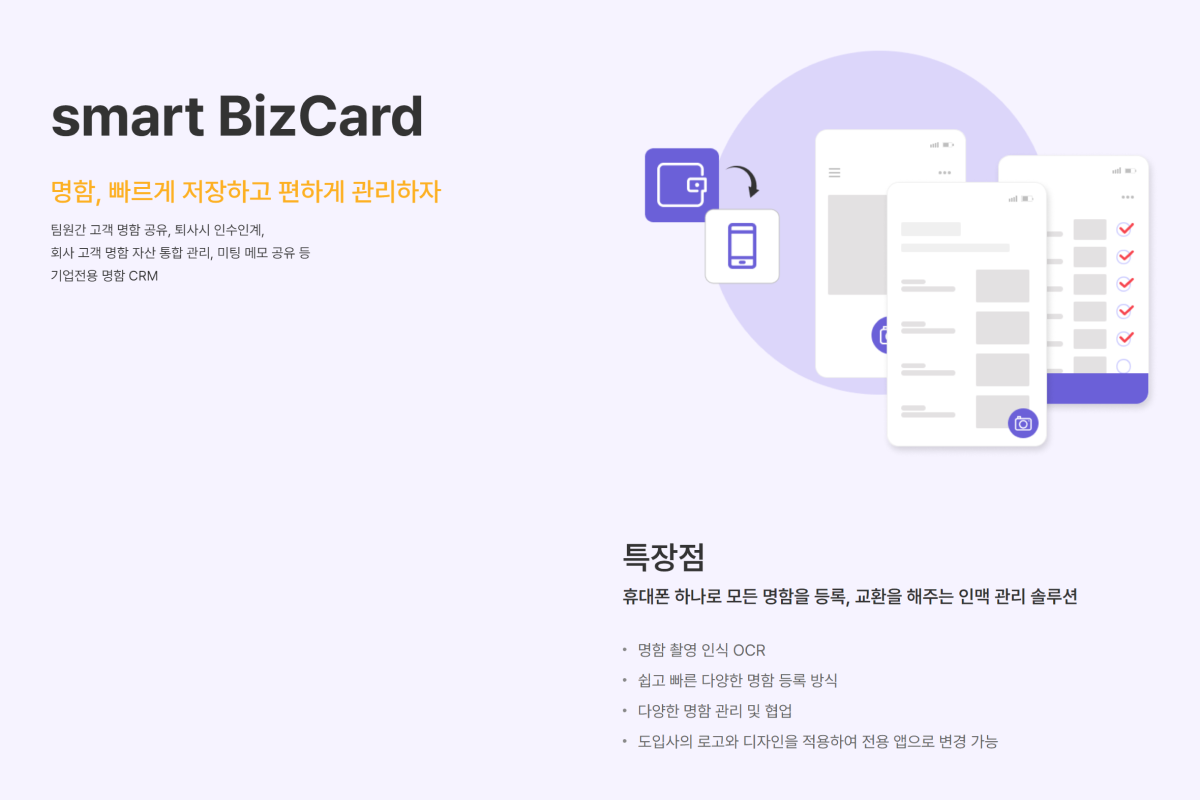 smart BizCard
명함, 빠르게 저장하고 편하게 관리하자
팀원간 고객 명함 공유, 퇴사시 인수인계,
회사 고객 명함 자산 통합 관리, 미팅 메모 공유 등
기업전용 명함 CRM
특장점
휴대폰 하나로 모든 명함을 등록, 교환을 해주는 인맥 관리 솔루션
• 명함 촬영 인식 OCR
• 쉽고 빠른 다양한 명함 등록 방식
• 다양한 명함 관리 및 협업
• 도입사의 로고와 디자인을 적용하여 전용 앱으로 변경 가능